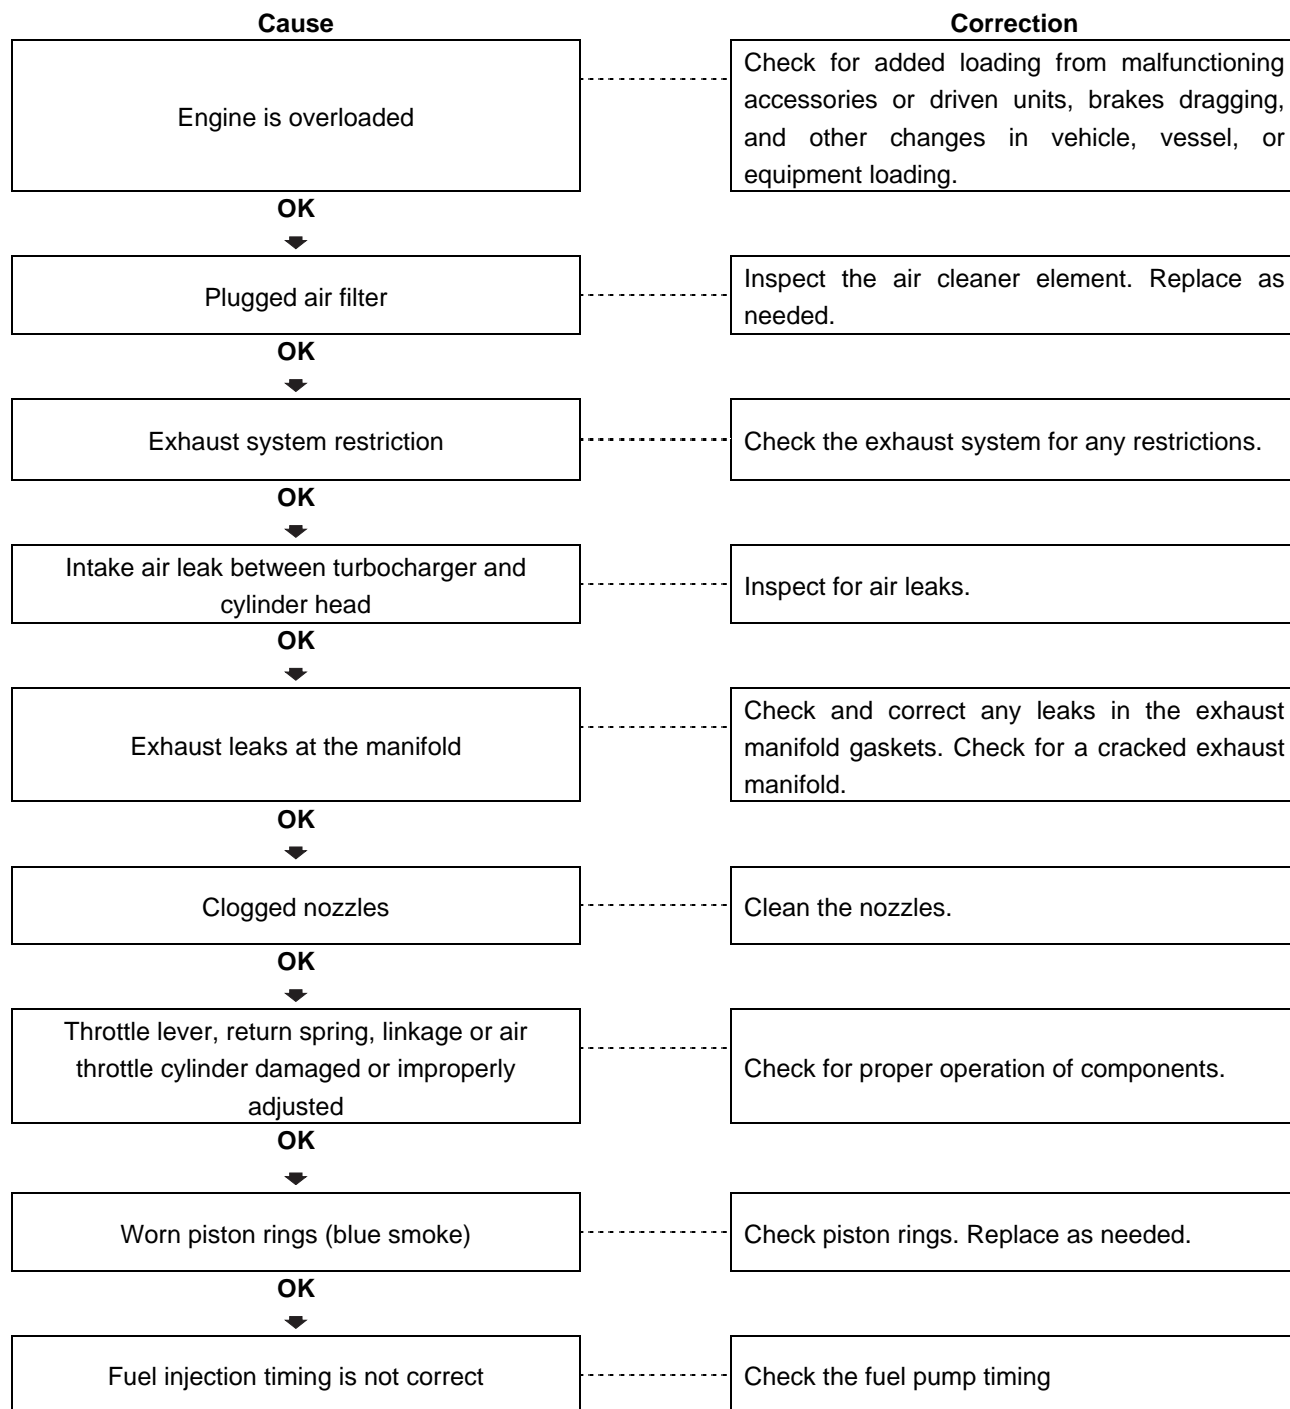 Cause
Correction
Engine is overloaded
Check for added loading from malfunctioning
accessories or driven units, brakes dragging,
and other changes in vehicle, vessel, or
equipment loading.
OK
Plugged air filter
Inspect the air cleaner element. Replace as
needed.
OK
Exhaust system restriction
Check the exhaust system for any restrictions.
OK
Intake air leak between turbocharger and
cylinder head
Inspect for air leaks.
OK
Exhaust leaks at the manifold
Check and correct any leaks in the exhaust
manifold gaskets. Check for a cracked exhaust
manifold.
OK
Clogged nozzles
Clean the nozzles.
OK
Throttle lever, return spring, linkage or air
throttle cylinder damaged or improperly
adjusted
Check for proper operation of components.
OK
Worn piston rings (blue smoke)
Check piston rings. Replace as needed.
OK
Fuel injection timing is not correct
Check the fuel pump timing